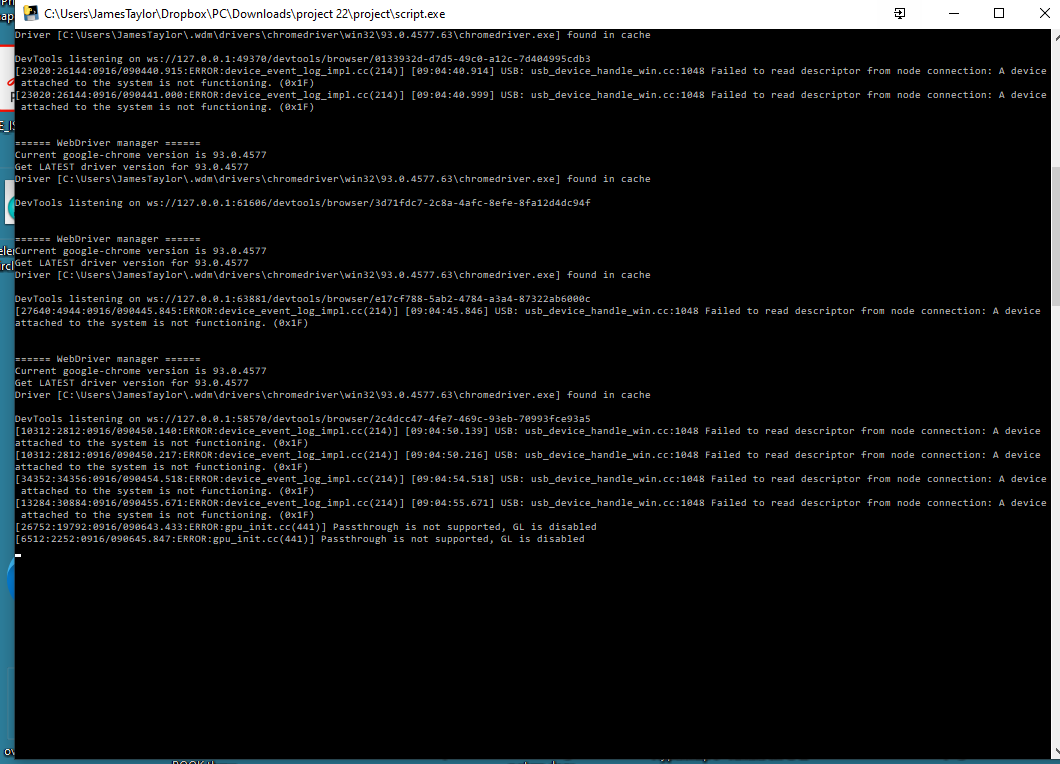 C:\Users\JamesTaylor\Dropbox\PC\Downloads\project 22\project\script.exe
Driver [C:\Users\JamesTaylor\.wdm\drivers\chromedriver\win32\93.0.4577.63\chromedriver.exe] found in cache
DevTools listening on ws://127.0.0.1:49370/devtools/browser/0133932d-d7d5-49c0-a12c-7d404995cdb3
[23020:26144:0916/090440.915:ERROR:device_event_log_impl.cc(214)] [09:04:40.914] USB: usb_device_handle_win.cc:1048 Failed to read descriptor from node connection: A device
attached to the system is not functioning. (0x1F)
[23020:26144:0916/090441.000:ERROR:device_event_log_impl.cc(214)] [09:04:40.999] USB: usb_device_handle_win.cc:1048 Failed to read descriptor from node connection: A device
attached to the system is not functioning. (0x1F)
====== WebDriver manager ======
Current google-chrome version is 93.0.4577
Get LATEST driver version for 93.0.4577
Driver [C:\Users\JamesTaylor\.wdm\drivers\chromedriver\win32\93.0.4577.63\chromedriver.exe] found in cache
DevTools listening on ws://127.0.0.1:61606/devtools/browser/3d71fdc7-2c8a-4afc-8efe-8fa12d4dc94f
====== WebDriver manager ======
Current google-chrome version is 93.0.4577
Get LATEST driver version for 93.0.4577
Driver [C:\Users\JamesTaylor\.wdm\drivers\chromedriver\win32\93.0.4577.63\chromedriver.exe] found in cache
DevTools listening on ws://127.0.0.1:63881/devtools/browser/e17cf788-5ab2-4784-a3a4-87322ab6000c
[27640:4944:0916/090445.845:ERROR:device_event_log_impl.cc(214)] [09:04:45.846] USB: usb_device_handle_win.cc:1048 Failed to read descriptor from node connection: A device
attached to the system is not functioning. (0x1F)
====== WebDriver manager ======
Current google-chrome version is 93.0.4577
Get LATEST driver version for 93.0.4577
Driver [C:\Users\JamesTaylor\.wdm\drivers\chromedriver\win32\93.0.4577.63\chromedriver.exe] found in cache
DevTools listening on ws://127.0.0.1:58570/devtools/browser/2c4dcc47-4fe7-469c-93eb-70993fce93a5
[10312:2812:0916/090450.140:ERROR:device_event_log_impl.cc(214)] [09:04:50.139] USB: usb_device_handle_win.cc:1048 Failed to read descriptor from node connection: A device
attached to the system is not functioning. (0x1F)
[10312:2812:0916/090450.217:ERROR:device_event_log_impl.cc(214)] [09:04:50.216] USB: usb_device_handle_win.cc:1048 Failed to read descriptor from node connection: A device
attached to the system is not functioning. (0x1F)
[34352:34356:0916/090454.518:ERROR:device_event_log_impl.cc(214)] [09:04:54.518] USB: usb_device_handle_win.cc:1048 Failed to read descriptor from node connection: A device
attached to the system is not functioning. (0x1F)
[13284:30884:0916/090455.671:ERROR:device_event_log_impl.cc(214)] [09:04:55.671] USB: usb_device_handle_win.cc:1048 Failed to read descriptor from node connection: A device
attached to the system is not functioning. (0x1F)
[26752:19792:0916/090643.433:ERROR:gpu_init.cc(441)] Passthrough is not supported, GL is disabled
[6512:2252:0916/090645.847:ERROR:gpu_init.cc(441)] Passthrough is not supported, GL is disabled